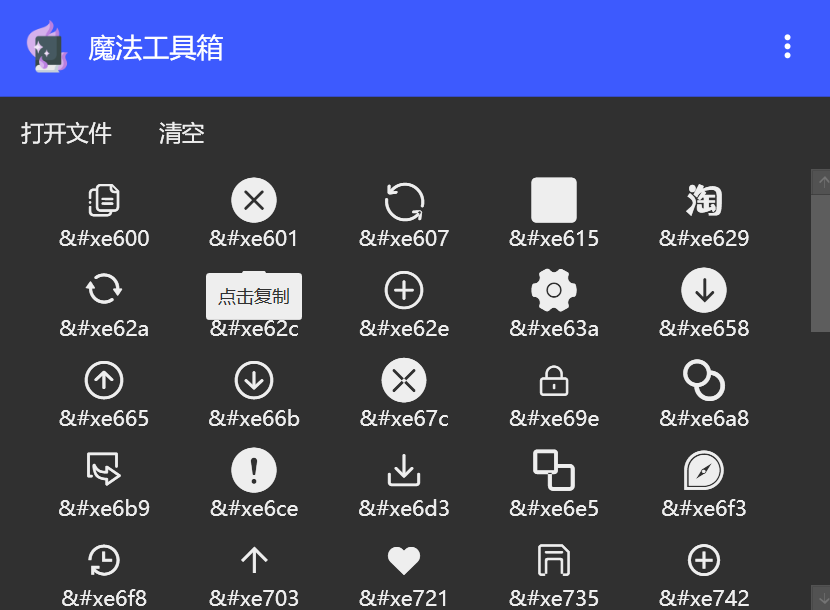 魔法工具箱
打开文件 清空
淘
&#xe600 &#xe601 &#xe607 &#xe615 &#xe629
点击复制
&#xe62a &#xe62c &#xe62e &#xe63a &#xe658
&#xe665 &#xe66b &#xe67c &#xe69e &#xe6a8
&#xe6b9 &#xe6ce &#xe6d3 &#xe6e5 &#xe6f3
&#xe6f8 &#xe703 &#xe721 &#xe735 &#xe742